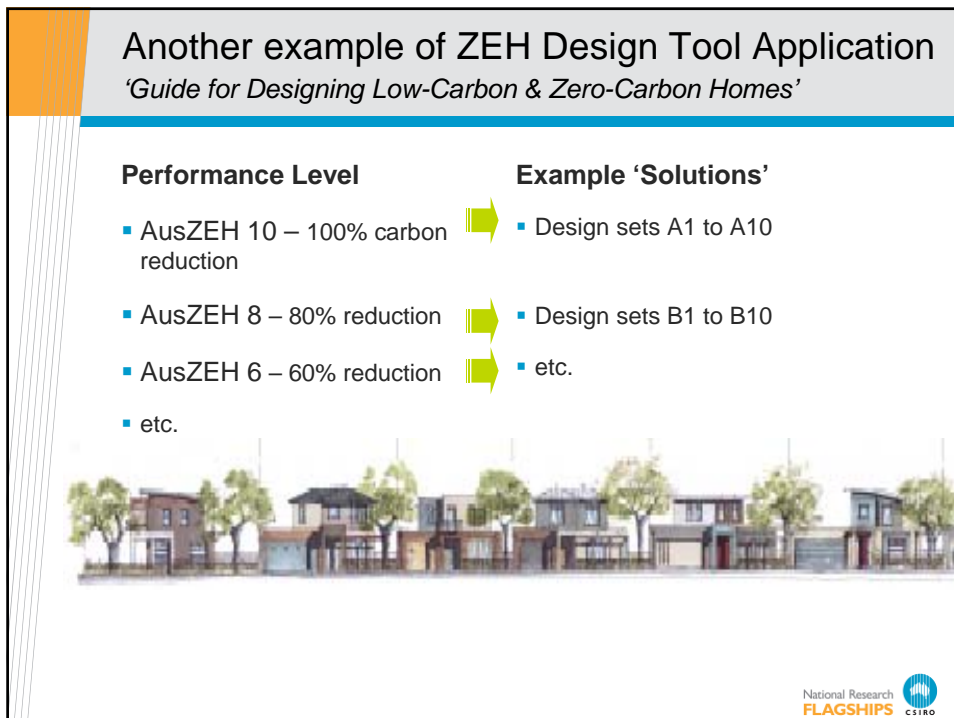 Another example of ZEH Design Tool Application
‘Guide for Designing Low-Carbon & Zero-Carbon Homes’
Performance Level
▪ AusZEH 10 – 100% carbon
reduction
▪ AusZEH 8 – 80% reduction
▪ AusZEH 6 – 60% reduction
▪ etc.
Example ‘Solutions’
▪ Design sets A1 to A10
▪ Design sets B1 to B10
▪ etc.
National Research
FLAGSHIPS
CSIRO